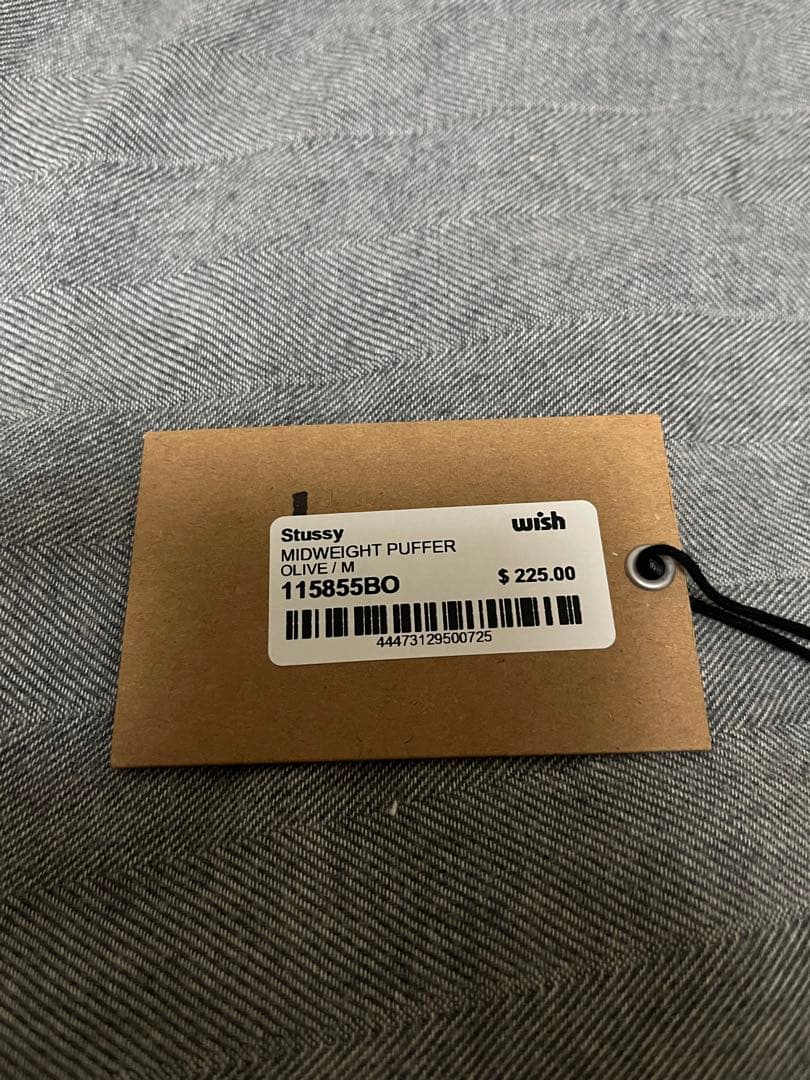 Stussy
wish
MIDWEIGHT PUFFER
OLIVE / M
115855BO
$ 225.00
44473129500725